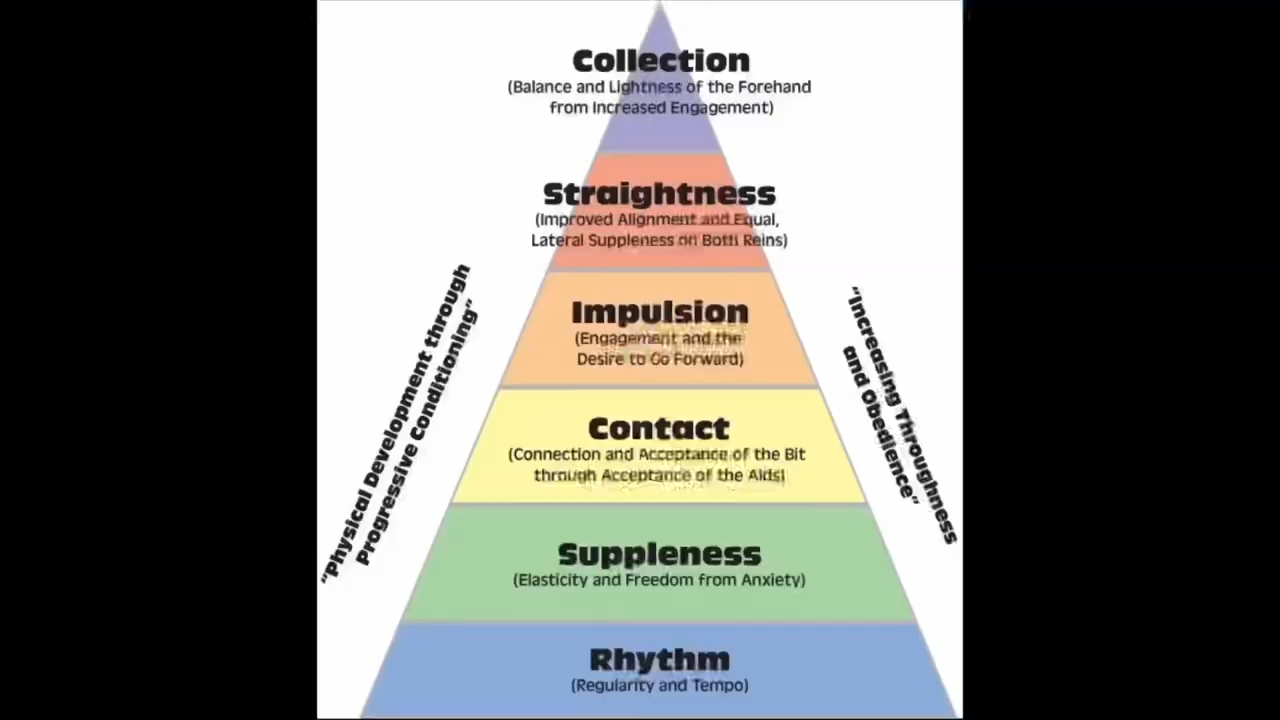 Collection
(Balance and Lightness of the Forehand
from Increased Engagement)
Straightness
(Improved Alignment and Equal,
Lateral Suppleness on Both Reins)
Impulsion
(Engagement and the
Desire to Go Forward)
"Physical Development through
Progressive Conditioning"
"Increasing Throughness
and Obedience"
Contact
(Connection and Acceptance of the Bit
through Acceptance of the Aids)
Suppleness
(Elasticity and Freedom from Anxiety)
Rhythm
(Regularity and Tempo)